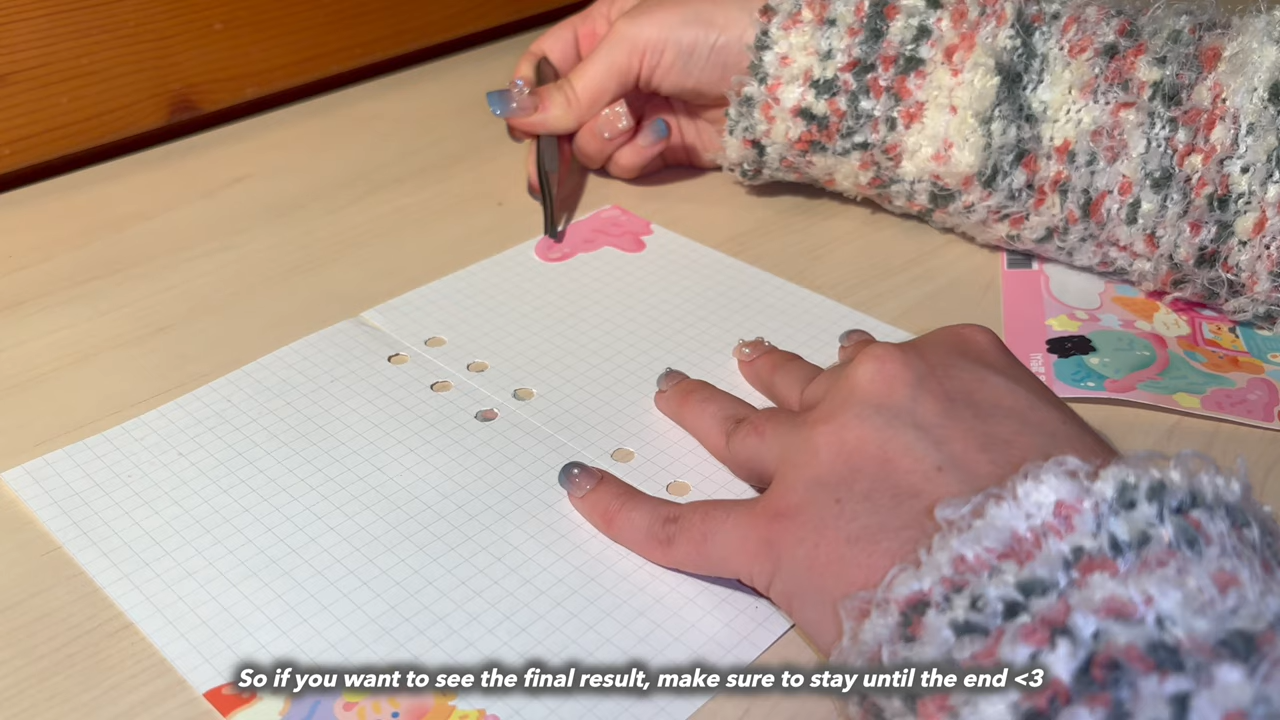 So if you want to see the final result, make sure to stay until the end <3